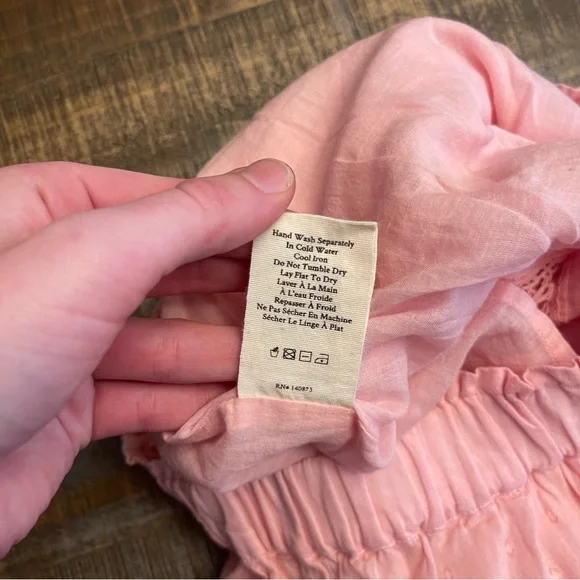 Hand Wash Separately
In Cold Water
Cool Iron
Do Not Tumble Dry
Lay Flat To Dry
Laver À La Main
À L'eau Froide
Repasser À Froid
Ne Pas Sécher En Machine
Sécher Le Linge À Plat
RN# 140873